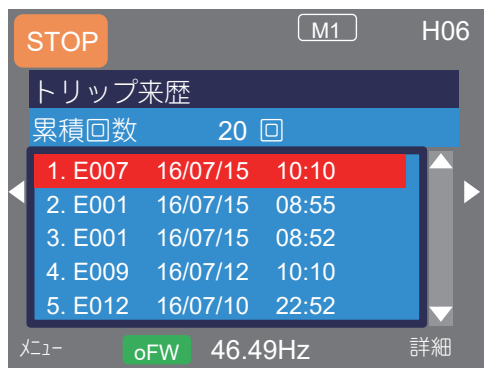 STOP M1 H06
トリップ来歴
累積回数 20 回
1. E007 16/07/15 10:10
2. E001 16/07/15 08:55
3. E001 16/07/15 08:52
4. E009 16/07/12 10:10
5. E012 16/07/10 22:52
ﾒﾆｭｰ oFW 46.49Hz 詳細